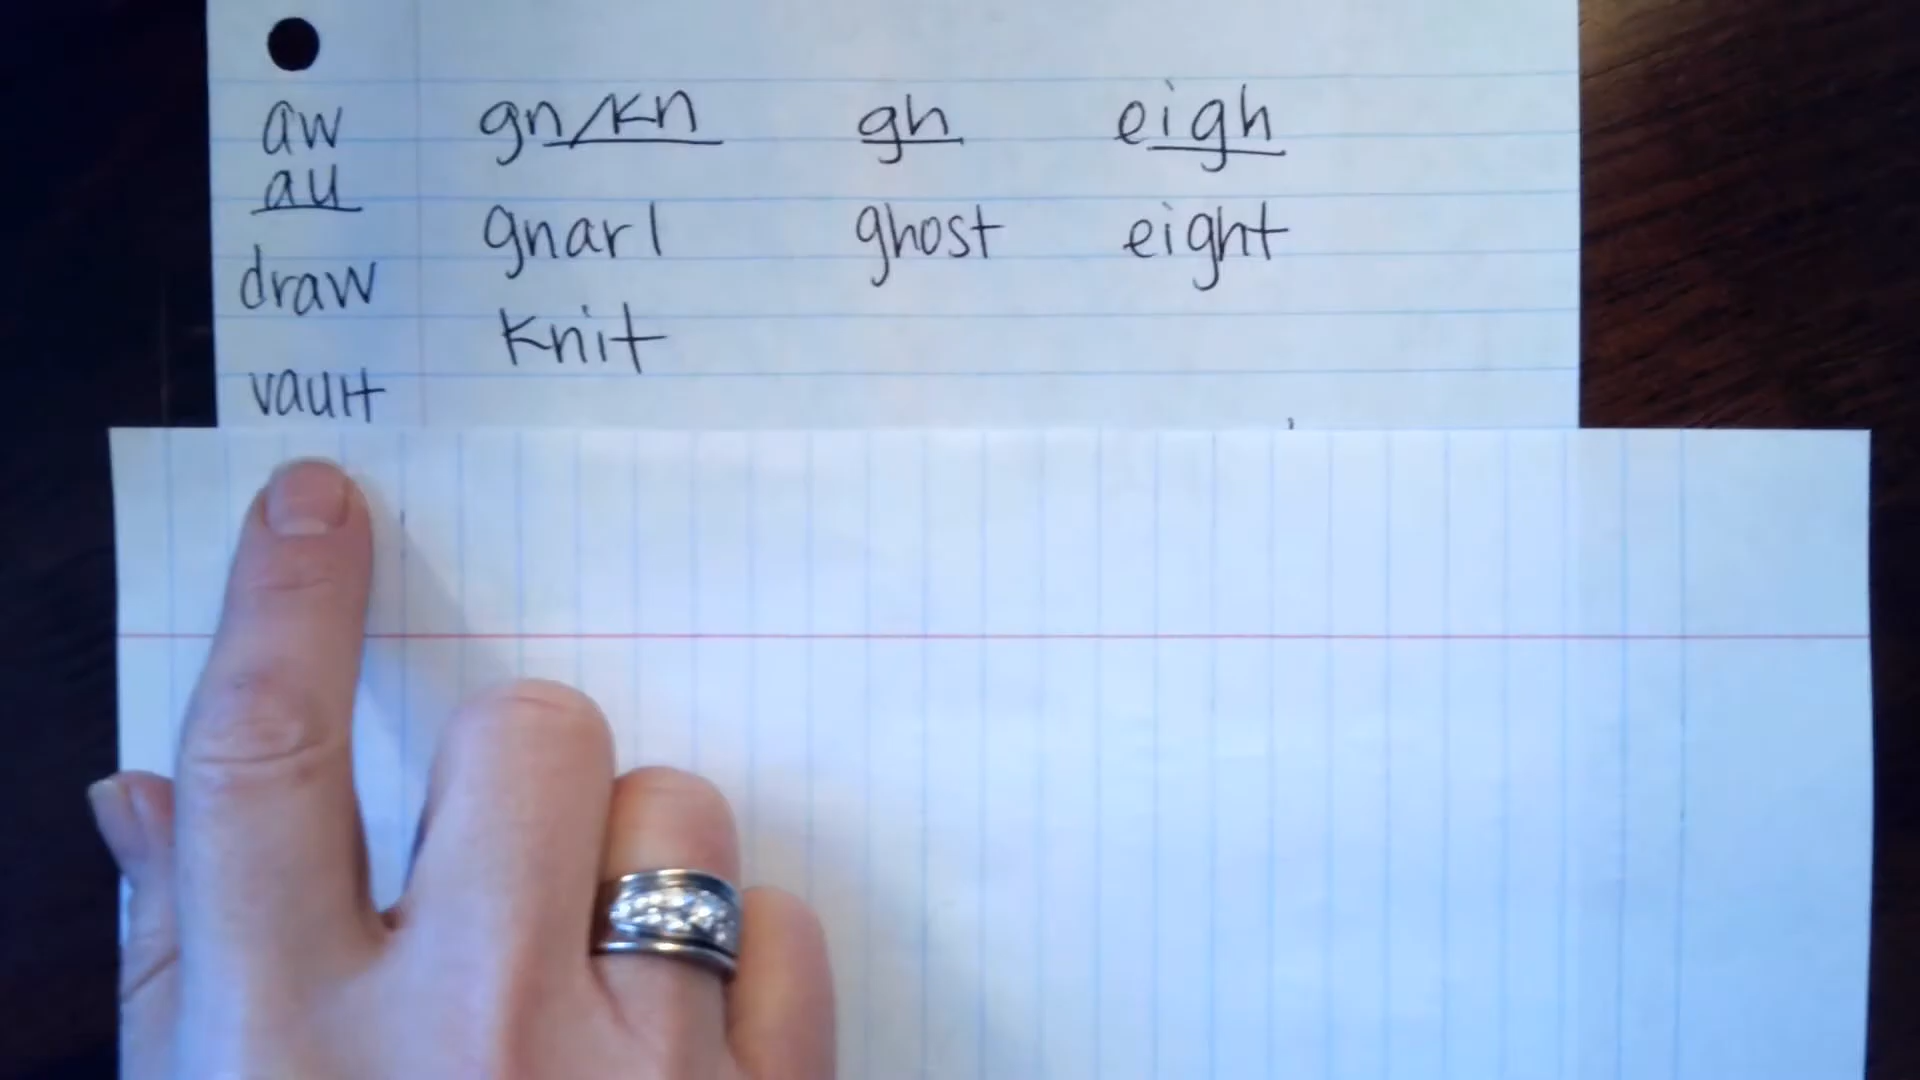 aw gn/kn gh eigh
au
gnarl ghost eight
draw
knit
vault